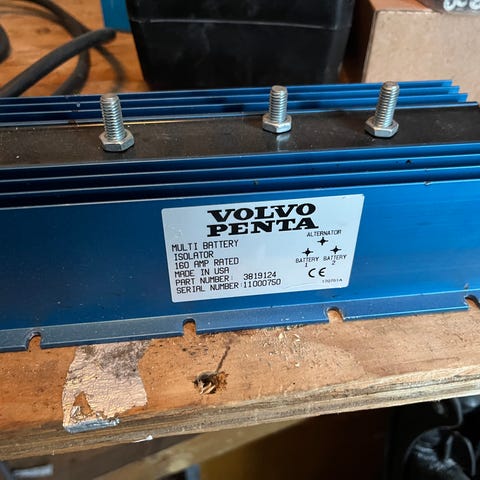 VOLVO
PENTA
MULTI BATTERY
ISOLATOR
160 AMP RATED
MADE IN USA
PART NUMBER: 3819124
SERIAL NUMBER: 11000750
ALTERNATOR
BATTERY BATTERY
1 2
CE